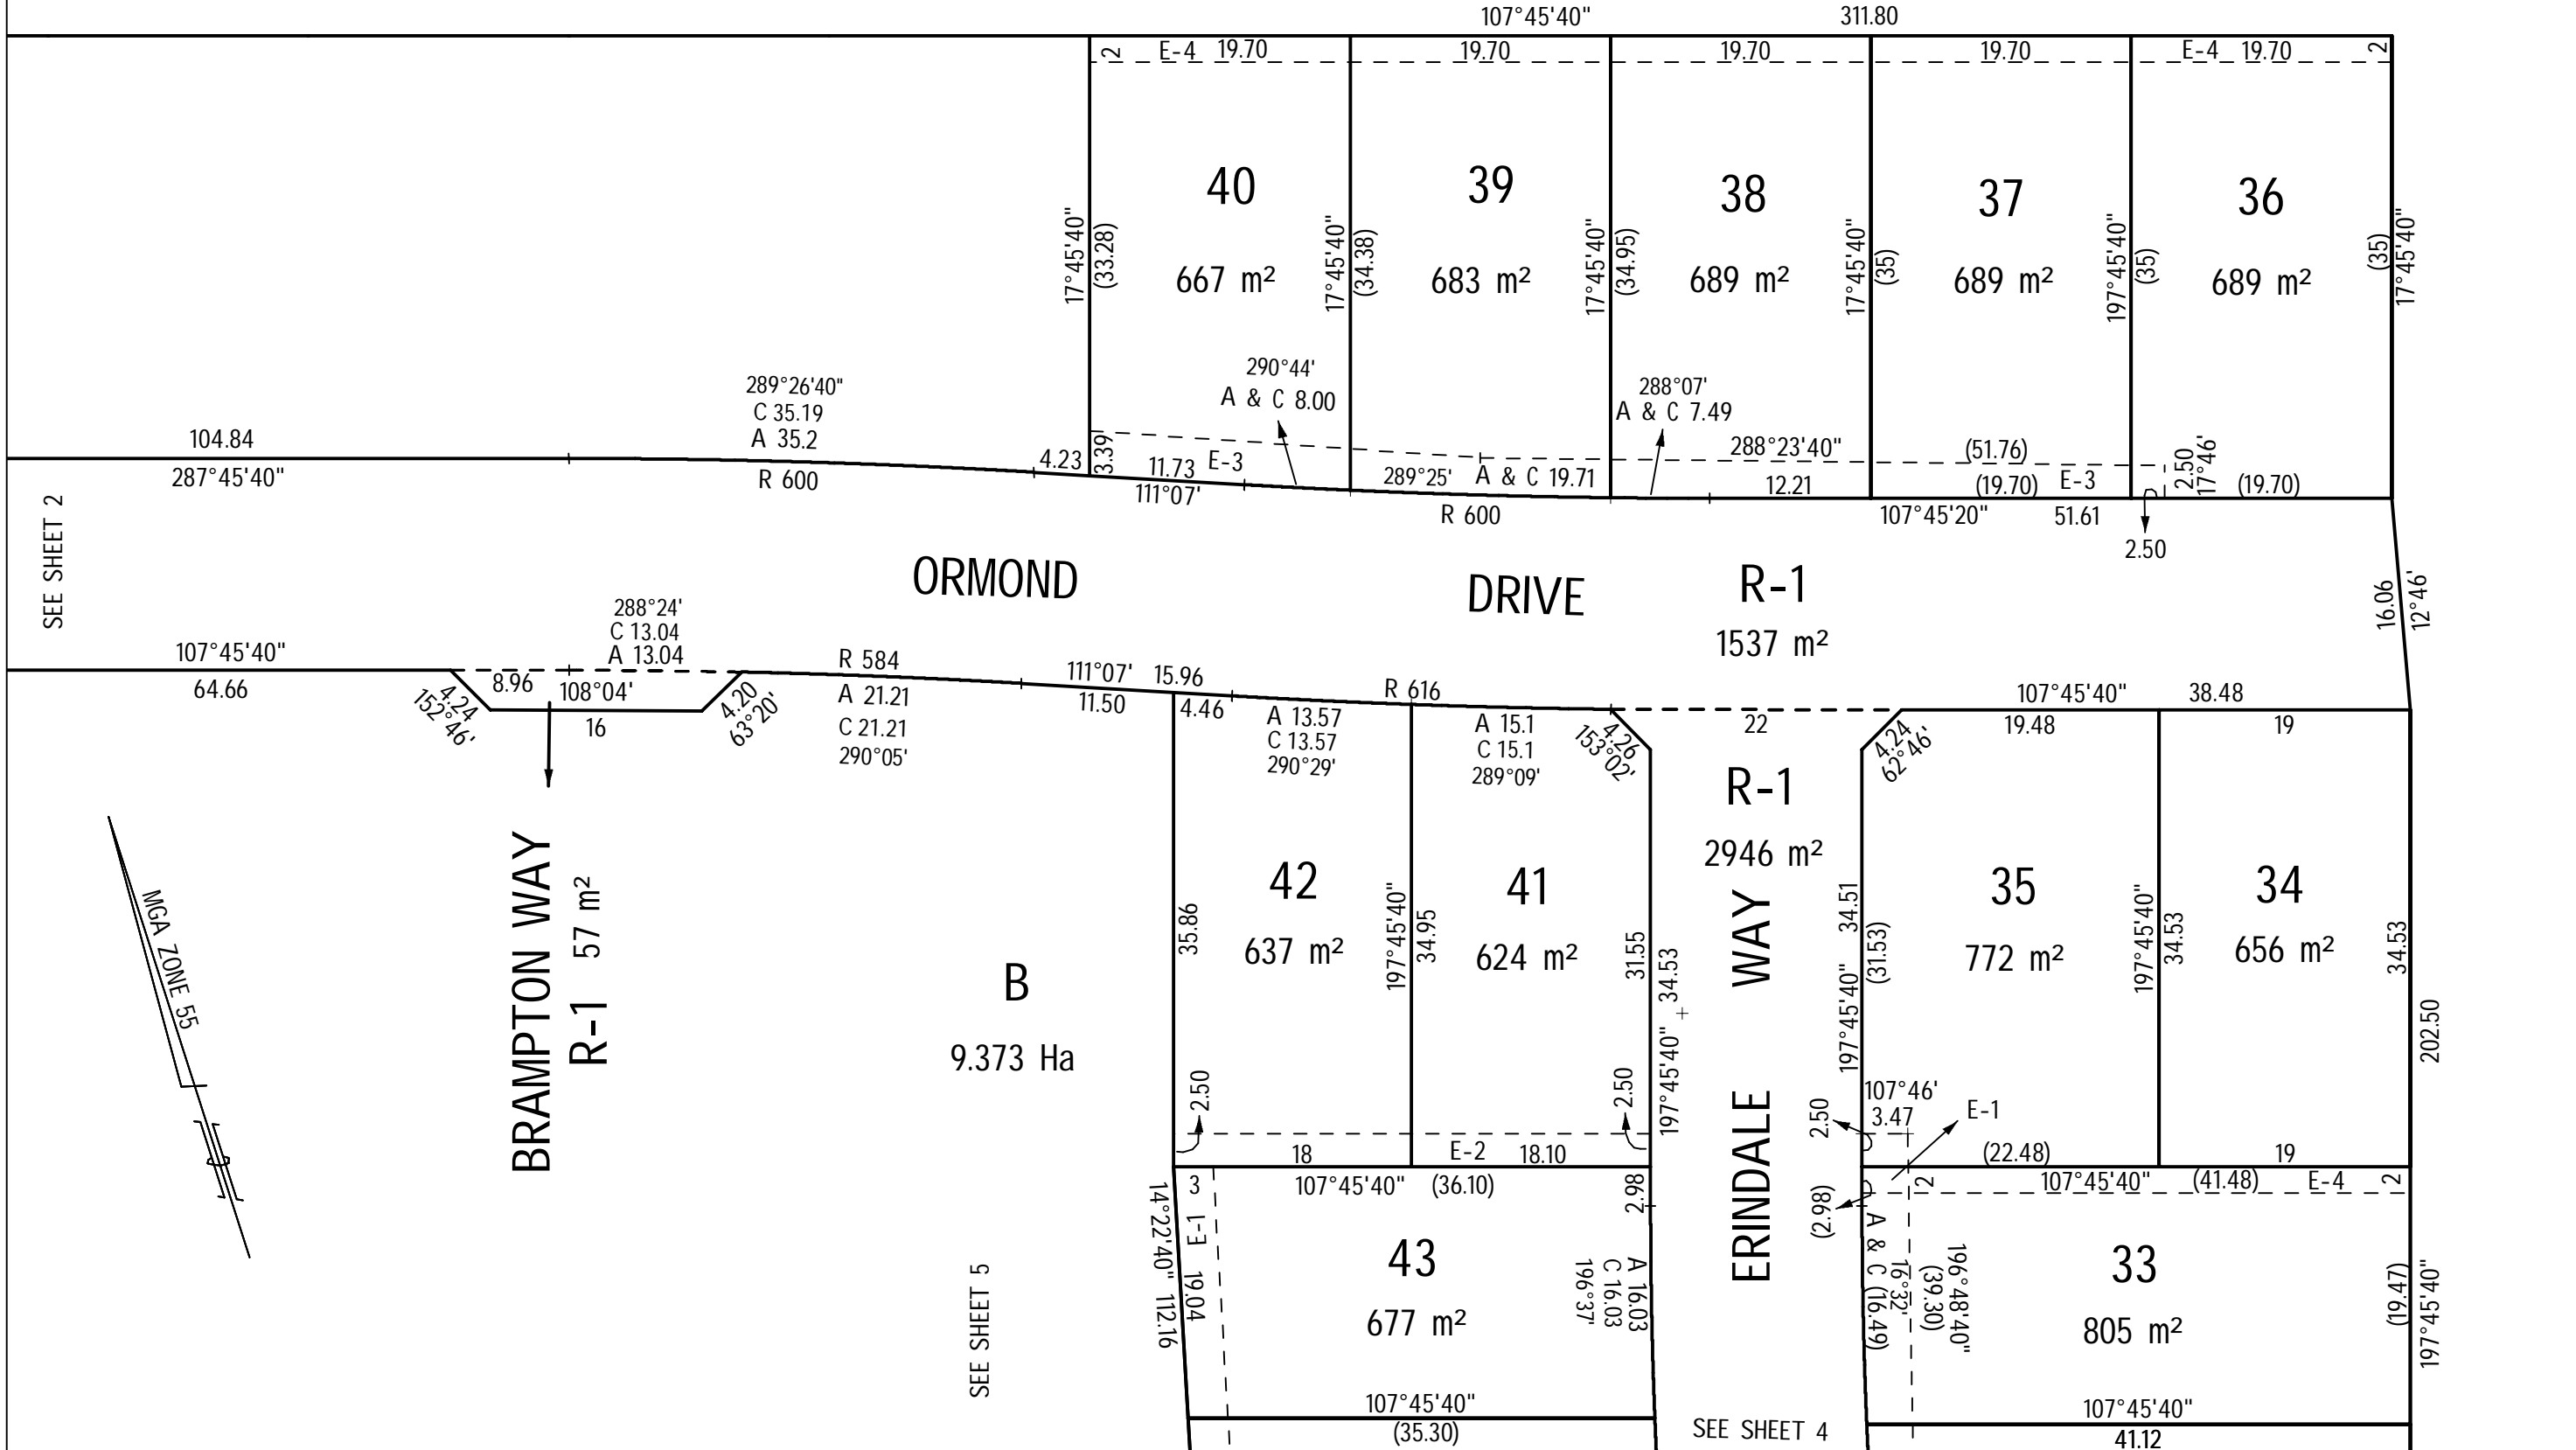 107°45'40" 311.80
2 E-4 19.70 19.70 19.70 19.70 E-4 19.70 2
40 39 38 37 36
667 m² 683 m² 689 m² 689 m² 689 m²
17°45'40" (33.28) 17°45'40" (34.38) 17°45'40" (34.95) 17°45'40" (35) 197°45'40" (35) (35) 17°45'40"
290°44'
A & C 8.00
288°07'
A & C 7.49
289°26'40"
C 35.19
A 35.2
104.84
287°45'40"
R 600
4.23 3.39 11.73 E-3
111°07'
289°25' A & C 19.71
R 600
288°23'40" (51.76)
12.21 (19.70) E-3 2.50 17°46' (19.70)
107°45'20" 51.61
2.50
SEE SHEET 2
ORMOND DRIVE R-1
1537 m²
16.06 12°46'
288°24'
C 13.04
A 13.04
107°45'40"
64.66
4.24
152°46'
8.96 108°04'
16
4.20
63°20'
R 584
A 21.21
C 21.21
290°05'
111°07' 15.96
11.50 4.46
R 616
A 13.57
C 13.57
290°29'
A 15.1
C 15.1
289°09'
4.26
153°02'
22
4.24
62°46'
107°45'40" 38.48
19.48 19
MGA ZONE 55
BRAMPTON WAY
R-1 57 m²
B
9.373 Ha
42
637 m²
35.86
197°45'40"
34.95
41
624 m²
31.55
197°45'40" 34.53
R-1
2946 m²
ERINDALE WAY
197°45'40" 34.51
(31.53)
35
772 m²
197°45'40"
34.53
34
656 m²
34.53
202.50
2.50 2.50
18 E-2 18.10
107°45'40" (36.10)
2.50
107°46'
3.47 E-1
(22.48) 19
2 107°45'40" (41.48) E-4 2
(2.98)
3
E-1 19.04
14°22'40" 112.16
2.98
43
677 m²
A 16.03
C 16.03
196°37'
A & C (16.49)
16°32'
(39.30)
196°48'40"
33
805 m²
(19.47)
197°45'40"
SEE SHEET 5
107°45'40"
(35.30)
SEE SHEET 4
107°45'40"
41.12